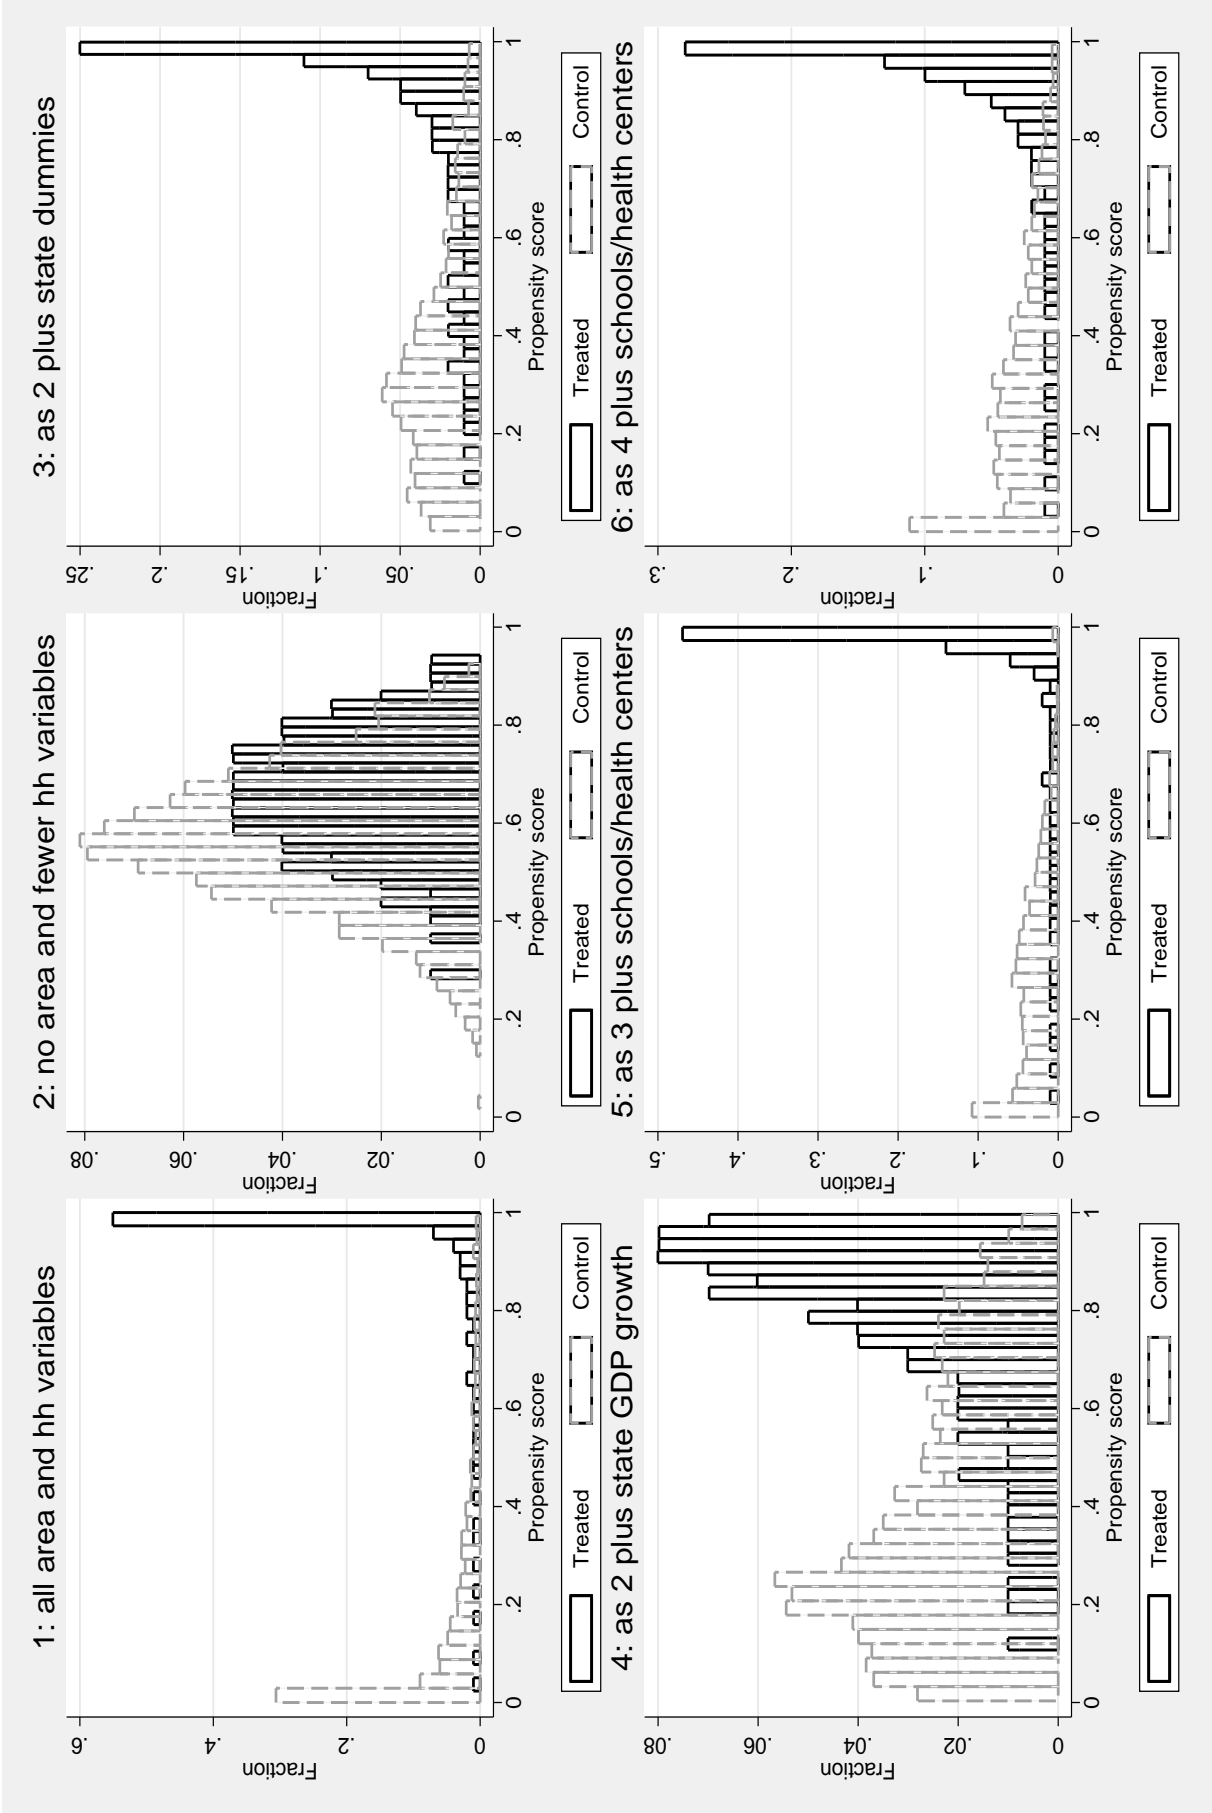 1: all area and hh variables
Fraction
.6
.4
.2
0
0
.2
.4
.6
.8
1
Propensity score
Treated
Control
2: no area and fewer hh variables
Fraction
.08
.06
.04
.02
0
0
.2
.4
.6
.8
1
Propensity score
Treated
Control
3: as 2 plus state dummies
Fraction
.25
.2
.15
.1
.05
0
0
.2
.4
.6
.8
1
Propensity score
Treated
Control
4: as 2 plus state GDP growth
Fraction
.08
.06
.04
.02
0
0
.2
.4
.6
.8
1
Propensity score
Treated
Control
5: as 3 plus schools/health centers
Fraction
.5
.4
.3
.2
.1
0
0
.2
.4
.6
.8
1
Propensity score
Treated
Control
6: as 4 plus schools/health centers
Fraction
.3
.2
.1
0
0
.2
.4
.6
.8
1
Propensity score
Treated
Control